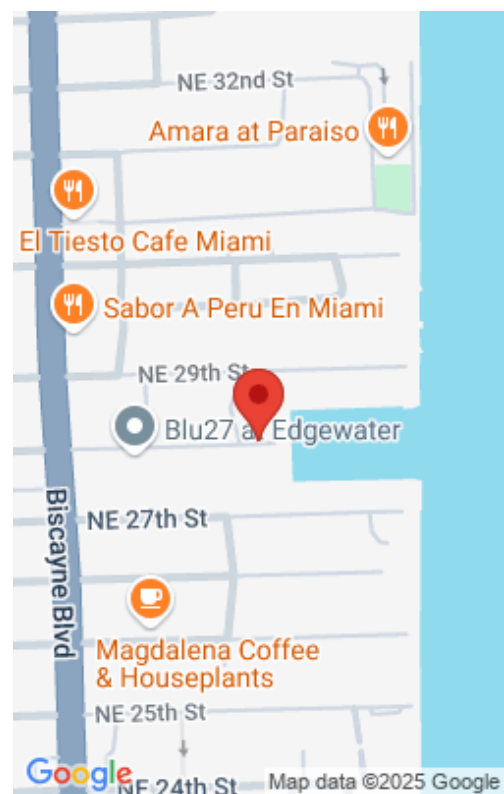 NE 32nd St
Amara at Paraiso
El Tiesto Cafe Miami
Sabor A Peru En Miami
NE 29th St
Blu27 at Edgewater
Biscayne Blvd
NE 27th St
Magdalena Coffee
& Houseplants
NE 25th St
NE 24th St
Google
Map data ©2025 Google